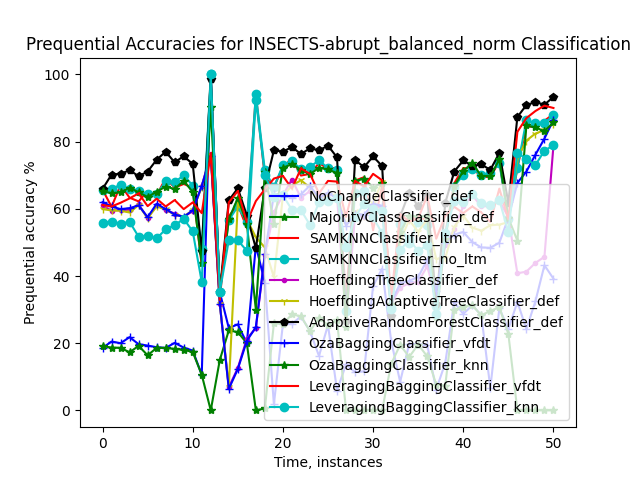 Prequential Accuracies for INSECTS-abrupt_balanced_norm Classification
100
80
60
40
20
0
Prequential accuracy %
NoChangeClassifier_def
MajorityClassClassifier_def
SAMKNNClassifier_ltm
SAMKNNClassifier_no_ltm
HoeffdingTreeClassifier_def
HoeffdingAdaptiveTreeClassifier_def
AdaptiveRandomForestClassifier_def
OzaBaggingClassifier_vfdt
OzaBaggingClassifier_knn
LeveragingBaggingClassifier_vfdt
LeveragingBaggingClassifier_knn
0 10 20 30 40 50
Time, instances